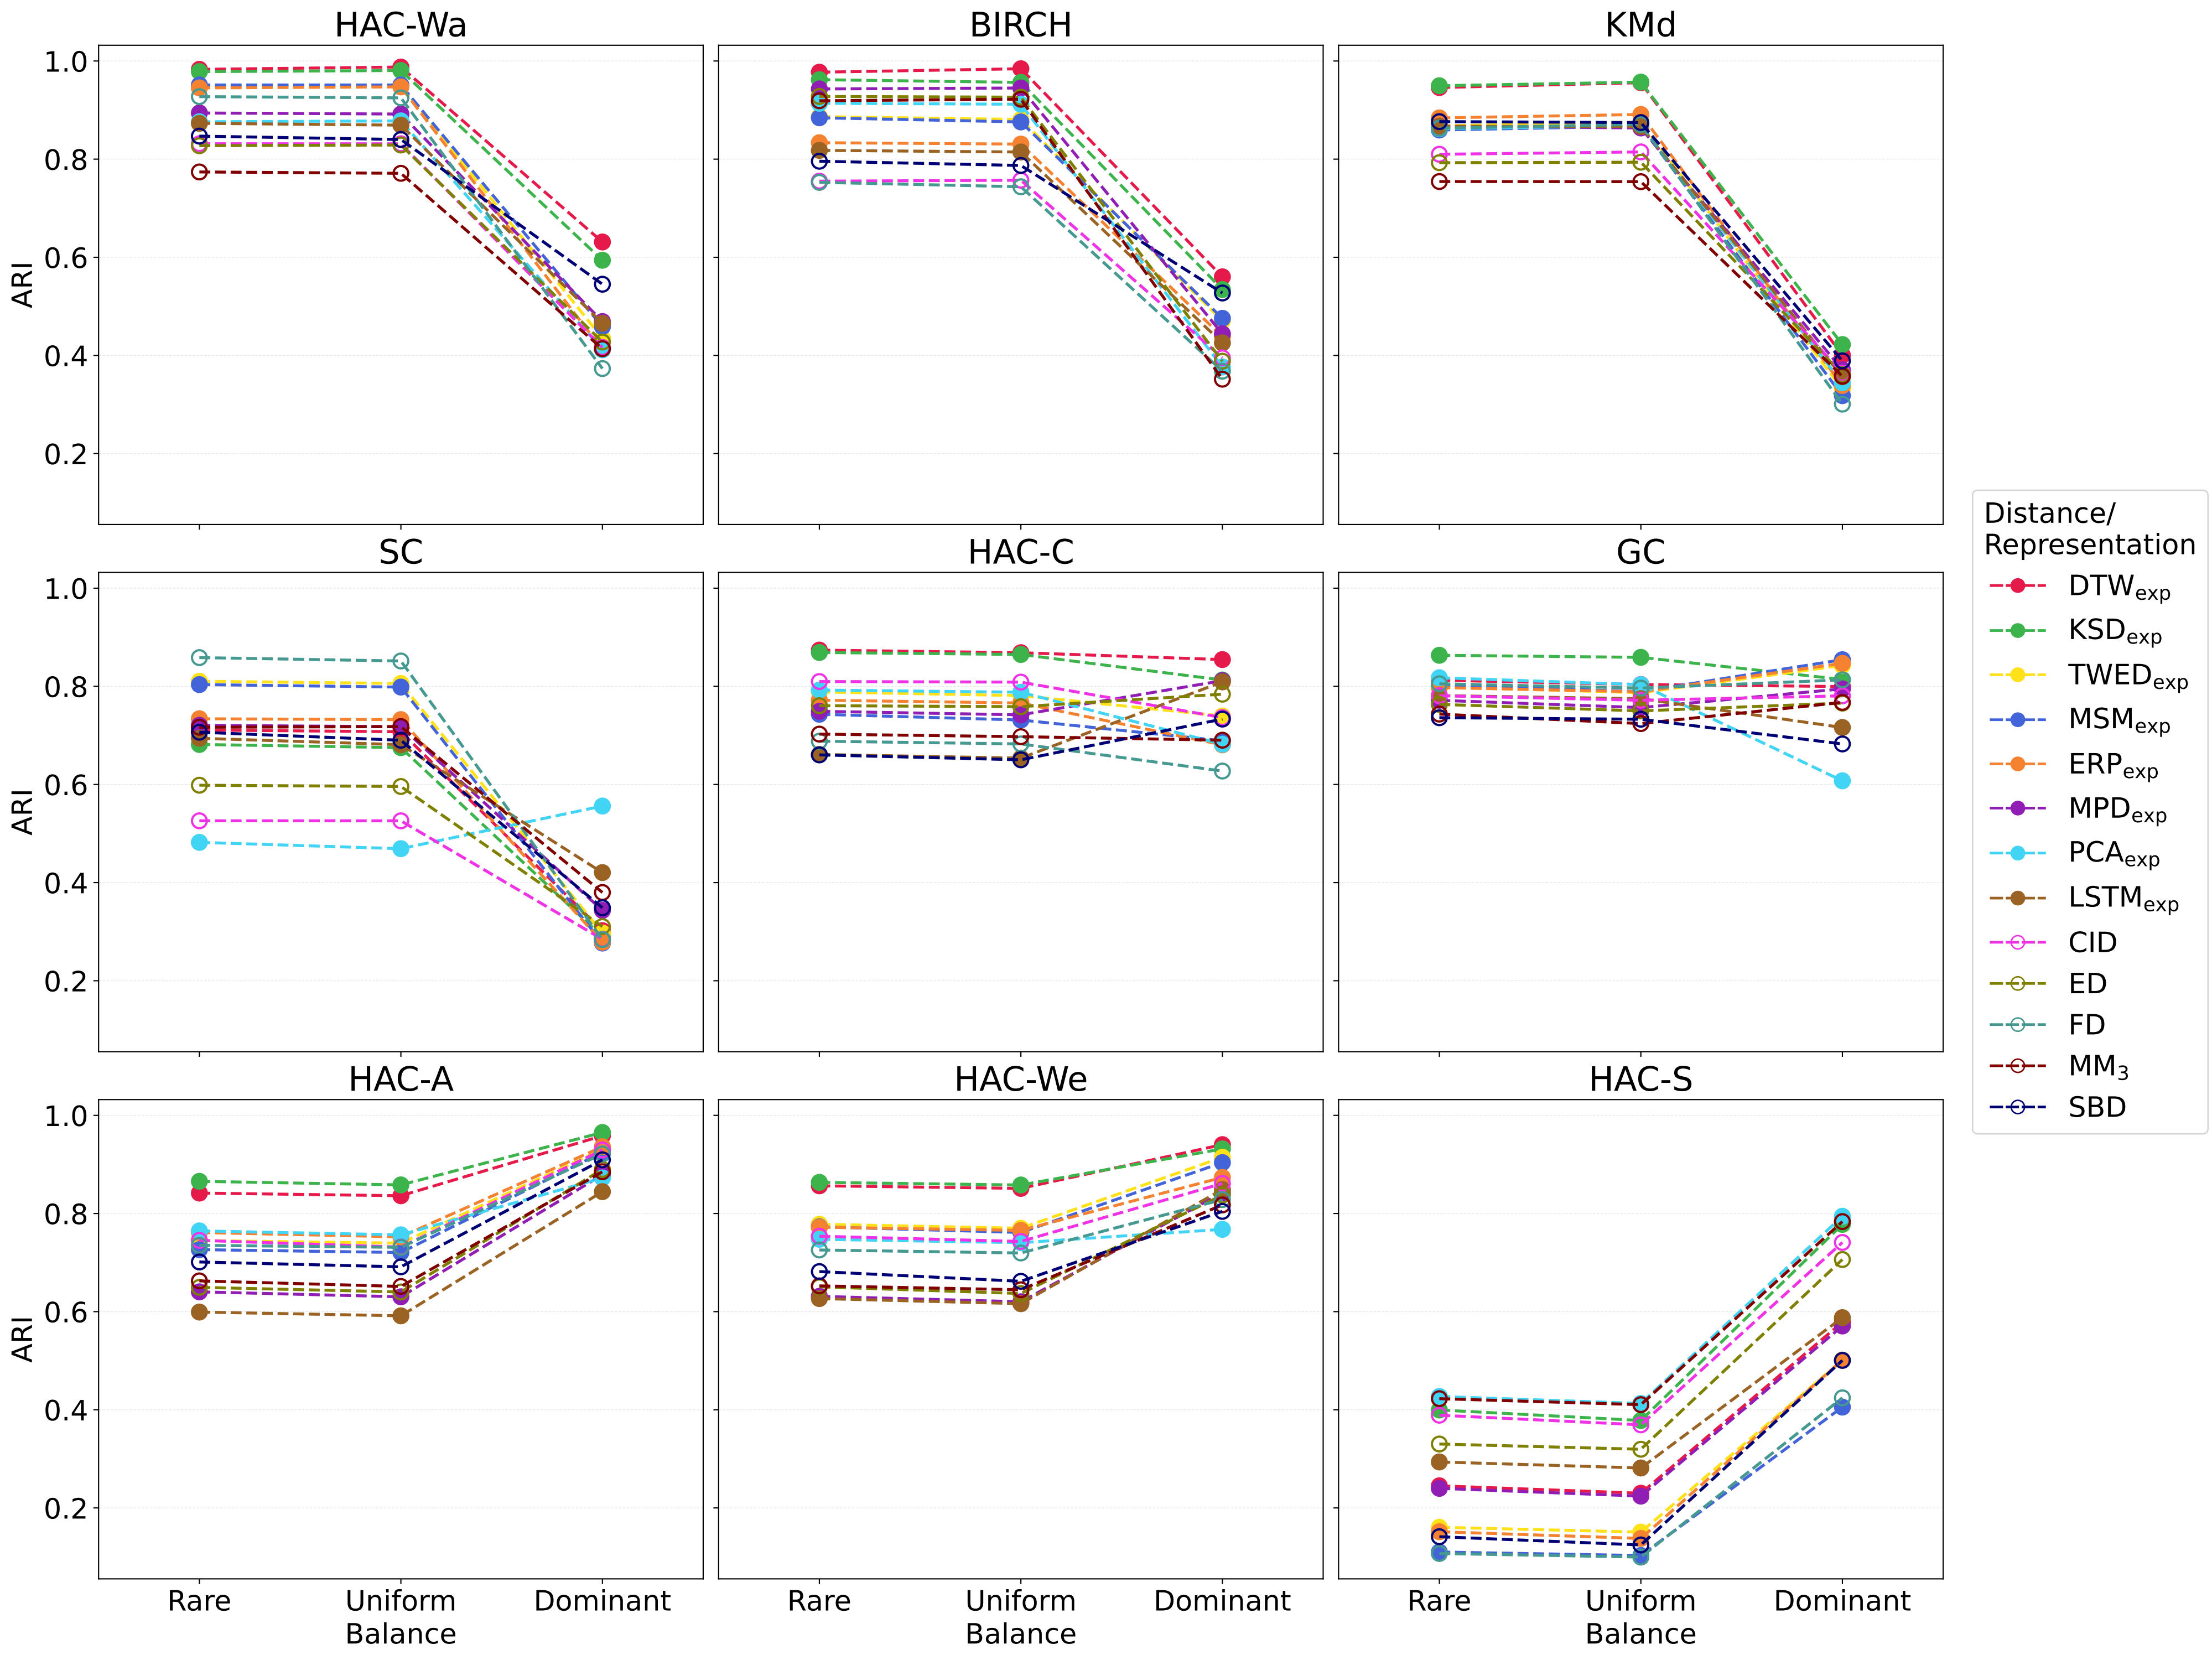 HAC-Wa
BIRCH
KMd
ARI
1.0
0.8
0.6
0.4
0.2
SC
HAC-C
GC
ARI
1.0
0.8
0.6
0.4
0.2
HAC-A
HAC-We
HAC-S
ARI
1.0
0.8
0.6
0.4
0.2
Rare
Uniform
Dominant
Balance
Rare
Uniform
Dominant
Balance
Rare
Uniform
Dominant
Balance
Distance/
Representation
DTWexp
KSDexp
TWEDexp
MSMexp
ERPexp
MPDexp
PCAexp
LSTMexp
CID
ED
FD
MM3
SBD